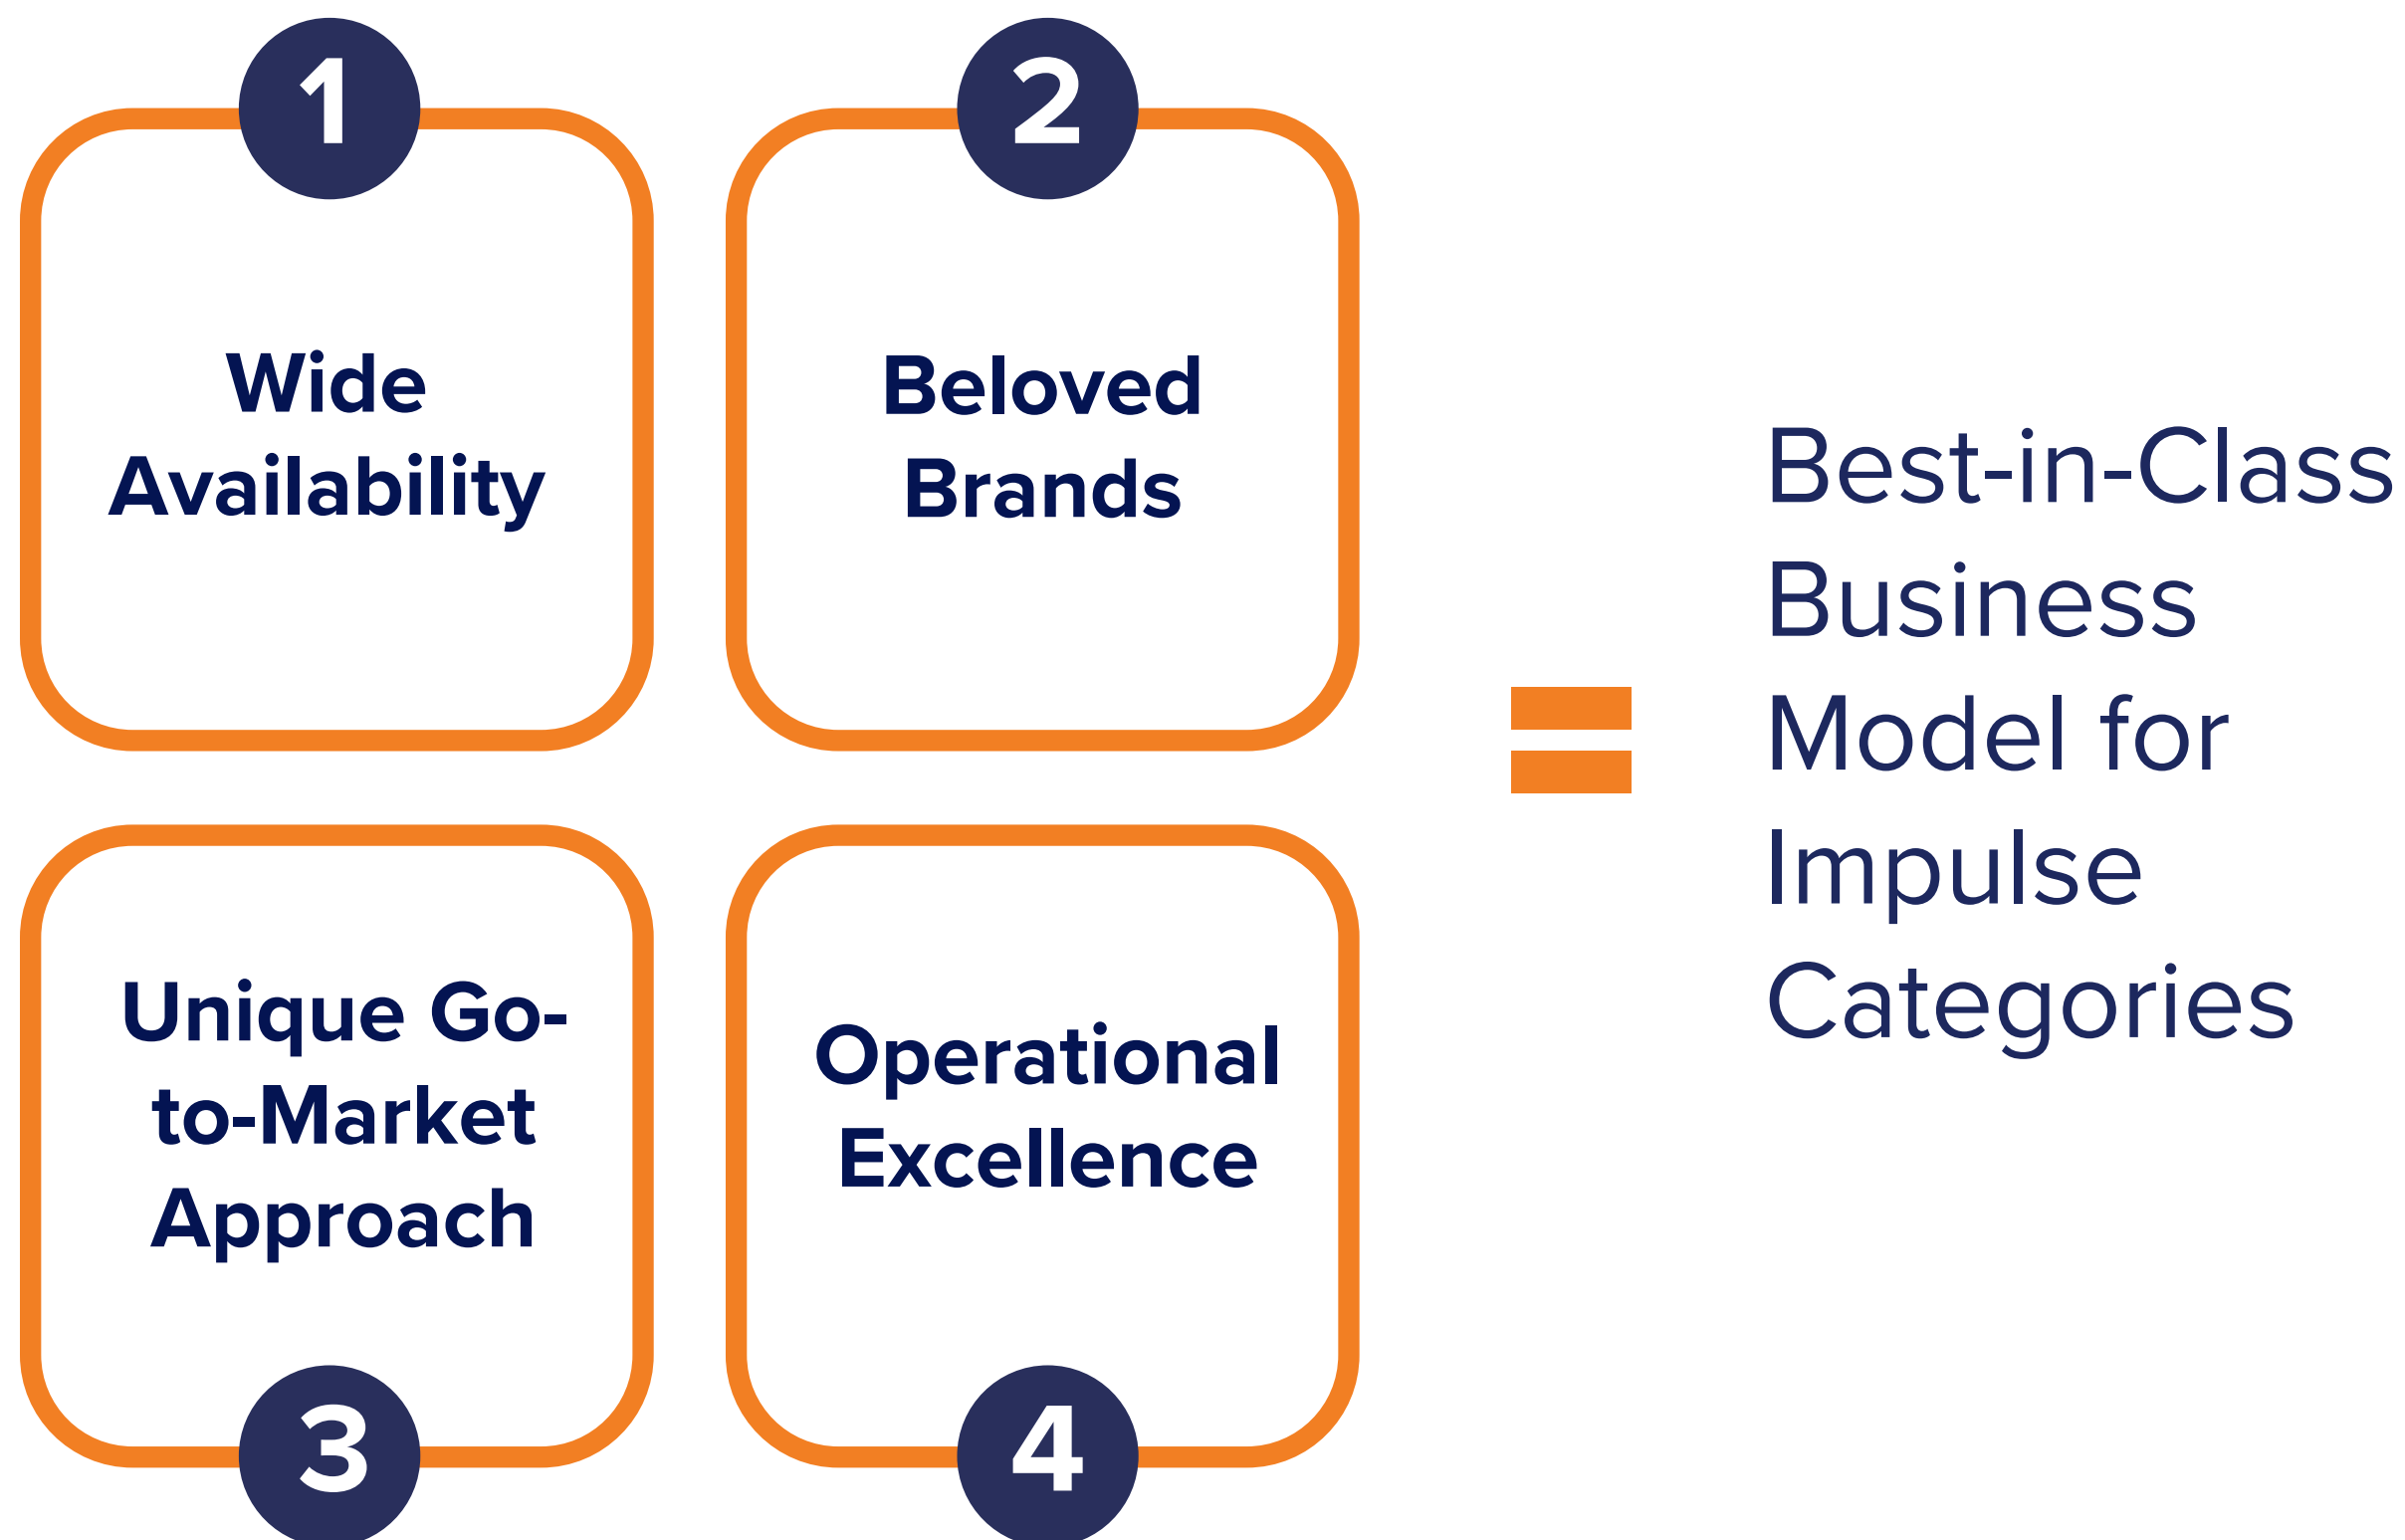 1
Wide
Availability
2
Beloved
Brands
3
Unique Go-
to-Market
Approach
4
Operational
Excellence
=
Best-in-Class
Business
Model for
Impulse
Categories